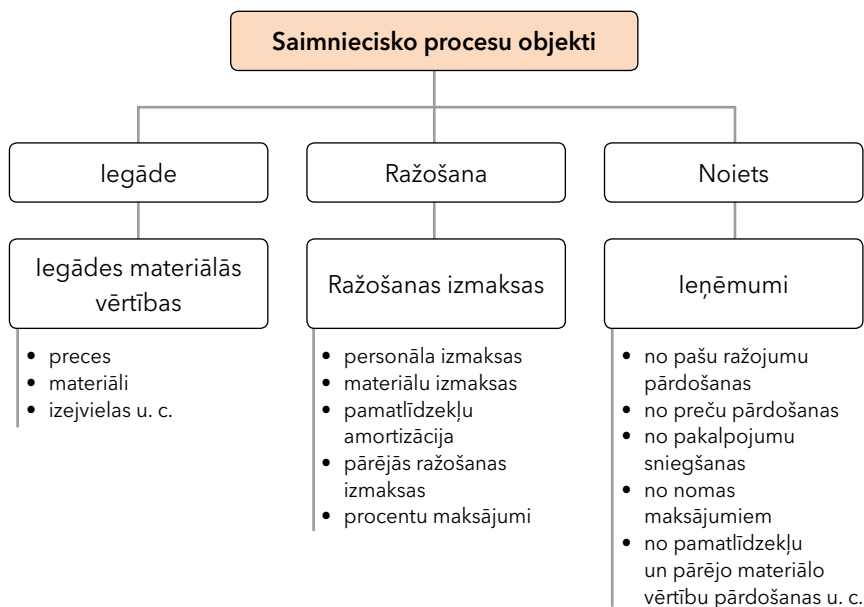 Saimniecisko procesu objekti
Iegāde
Ražošana
Noiets
Iegādes materiālās
vērtības
Ražošanas izmaksas
Ieņēmumi
• preces
• materiāli
• izejvielas u. c.
• personāla izmaksas
• materiālu izmaksas
• pamatlīdzekļu
amortizācija
• pārējās ražošanas
izmaksas
• procentu maksājumi
• no pašu ražojumu
pārdošanas
• no preču pārdošanas
• no pakalpojumu
sniegšanas
• no nomas
maksājumiem
• no pamatlīdzekļu
un pārējo materiālo
vērtību pārdošanas u. c.